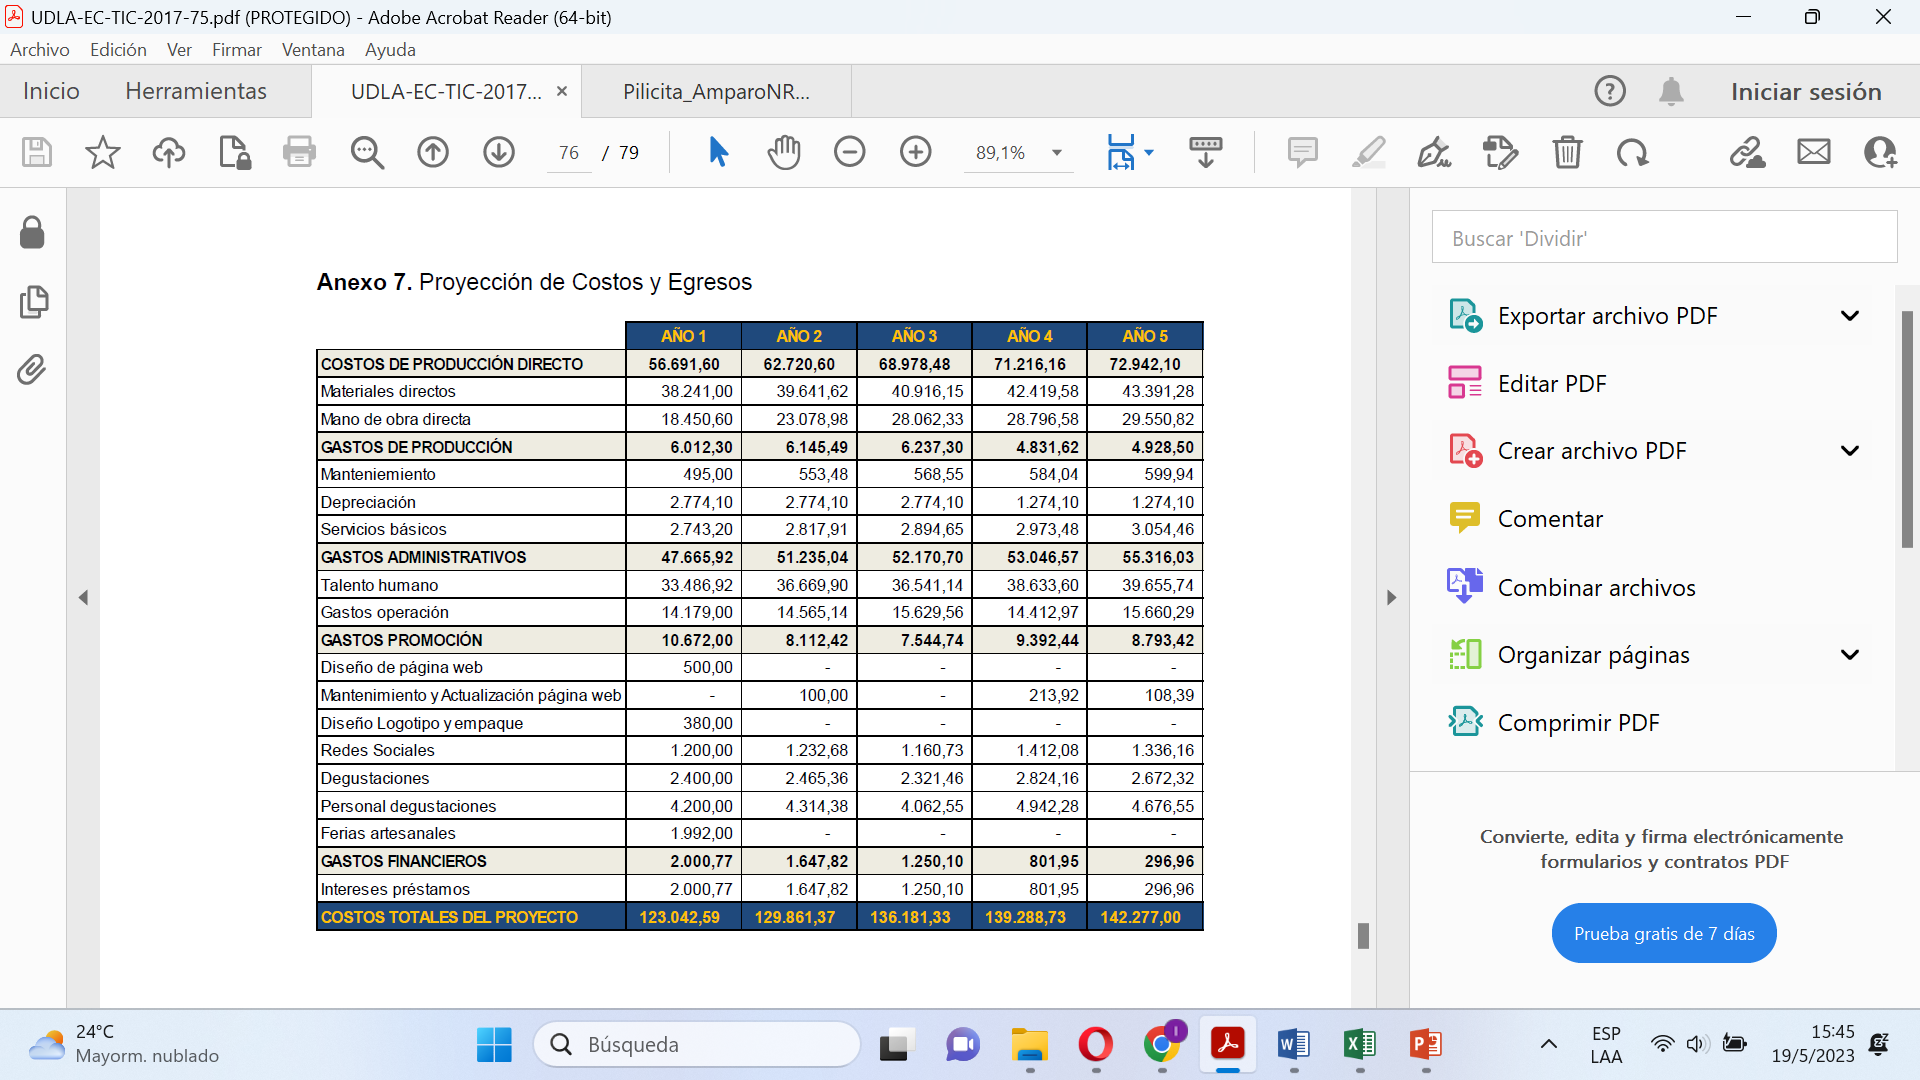 UDLA-EC-TIC-2017-75.pdf (PROTEGIDO) - Adobe Acrobat Reader (64-bit)
Archivo Edición Ver Firmar Ventana Ayuda
Inicio Herramientas UDLA-EC-TIC-2017... × Pilicita_AmparoNR... ? Iniciar sesión
76 / 79 89,1%
Buscar 'Dividir'
Exportar archivo PDF
Editar PDF
Crear archivo PDF
Comentar
Combinar archivos
Organizar páginas
Comprimir PDF
Convierte, edita y firma electrónicamente
formularios y contratos PDF
Prueba gratis de 7 días
Anexo 7. Proyección de Costos y Egresos
AÑO 1 AÑO 2 AÑO 3 AÑO 4 AÑO 5
COSTOS DE PRODUCCIÓN DIRECTO 56.691,60 62.720,60 68.978,48 71.216,16 72.942,10
Materiales directos 38.241,00 39.641,62 40.916,15 42.419,58 43.391,28
Mano de obra directa 18.450,60 23.078,98 28.062,33 28.796,58 29.550,82
GASTOS DE PRODUCCIÓN 6.012,30 6.145,49 6.237,30 4.831,62 4.928,50
Manteniemiento 495,00 553,48 568,55 584,04 599,94
Depreciación 2.774,10 2.774,10 2.774,10 1.274,10 1.274,10
Servicios básicos 2.743,20 2.817,91 2.894,65 2.973,48 3.054,46
GASTOS ADMINISTRATIVOS 47.665,92 51.235,04 52.170,70 53.046,57 55.316,03
Talento humano 33.486,92 36.669,90 36.541,14 38.633,60 39.655,74
Gastos operación 14.179,00 14.565,14 15.629,56 14.412,97 15.660,29
GASTOS PROMOCIÓN 10.672,00 8.112,42 7.544,74 9.392,44 8.793,42
Diseño de página web 500,00 - - - -
Mantenimiento y Actualización página web - 100,00 - 213,92 108,39
Diseño Logotipo y empaque 380,00 - - - -
Redes Sociales 1.200,00 1.232,68 1.160,73 1.412,08 1.336,16
Degustaciones 2.400,00 2.465,36 2.321,46 2.824,16 2.672,32
Personal degustaciones 4.200,00 4.314,38 4.062,55 4.942,28 4.676,55
Ferias artesanales 1.992,00 - - - -
GASTOS FINANCIEROS 2.000,77 1.647,82 1.250,10 801,95 296,96
Intereses préstamos 2.000,77 1.647,82 1.250,10 801,95 296,96
COSTOS TOTALES DEL PROYECTO 123.042,59 129.861,37 136.181,33 139.288,73 142.277,00
24°C
Mayorm. nublado
Búsqueda
ESP
LAA
15:45
19/5/2023